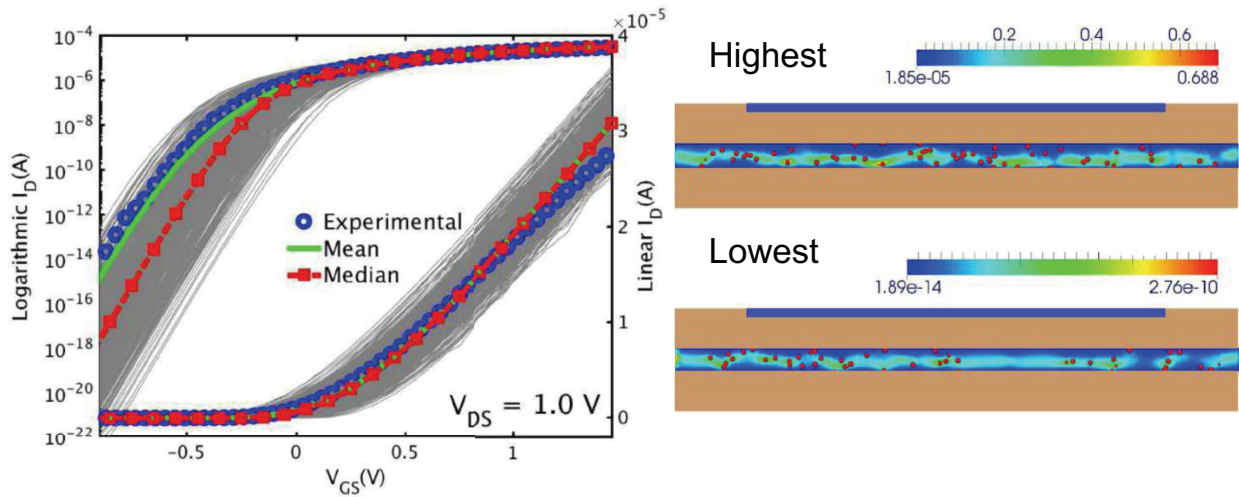 ×10⁻⁵
10⁻⁴
10⁻⁶
10⁻⁸
10⁻¹⁰
10⁻¹²
10⁻¹⁴
10⁻¹⁶
10⁻¹⁸
10⁻²⁰
10⁻²²
Logarithmic I_D(A)
Experimental
Mean
Median
V_DS = 1.0 V
-0.5
0
0.5
1
V_GS(V)
4
3
2
1
0
Linear I_D(A)
Highest
0.2 0.4 0.6
1.85e-05 0.688
Lowest
1.89e-14 2.76e-10